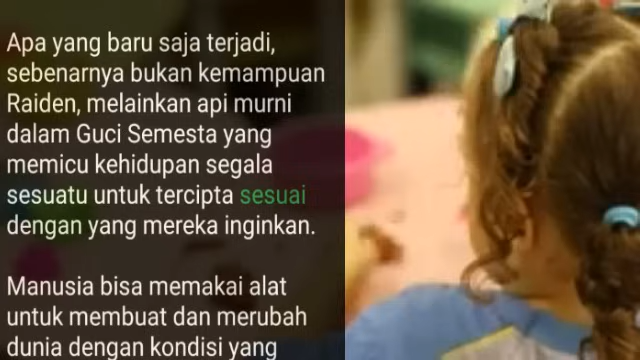 Apa yang baru saja terjadi,
sebenarnya bukan kemampuan
Raiden, melainkan api murni
dalam Guci Semesta yang
memicu kehidupan segala
sesuatu untuk tercipta sesuai
dengan yang mereka inginkan.
Manusia bisa memakai alat
untuk membuat dan merubah
dunia dengan kondisi yang